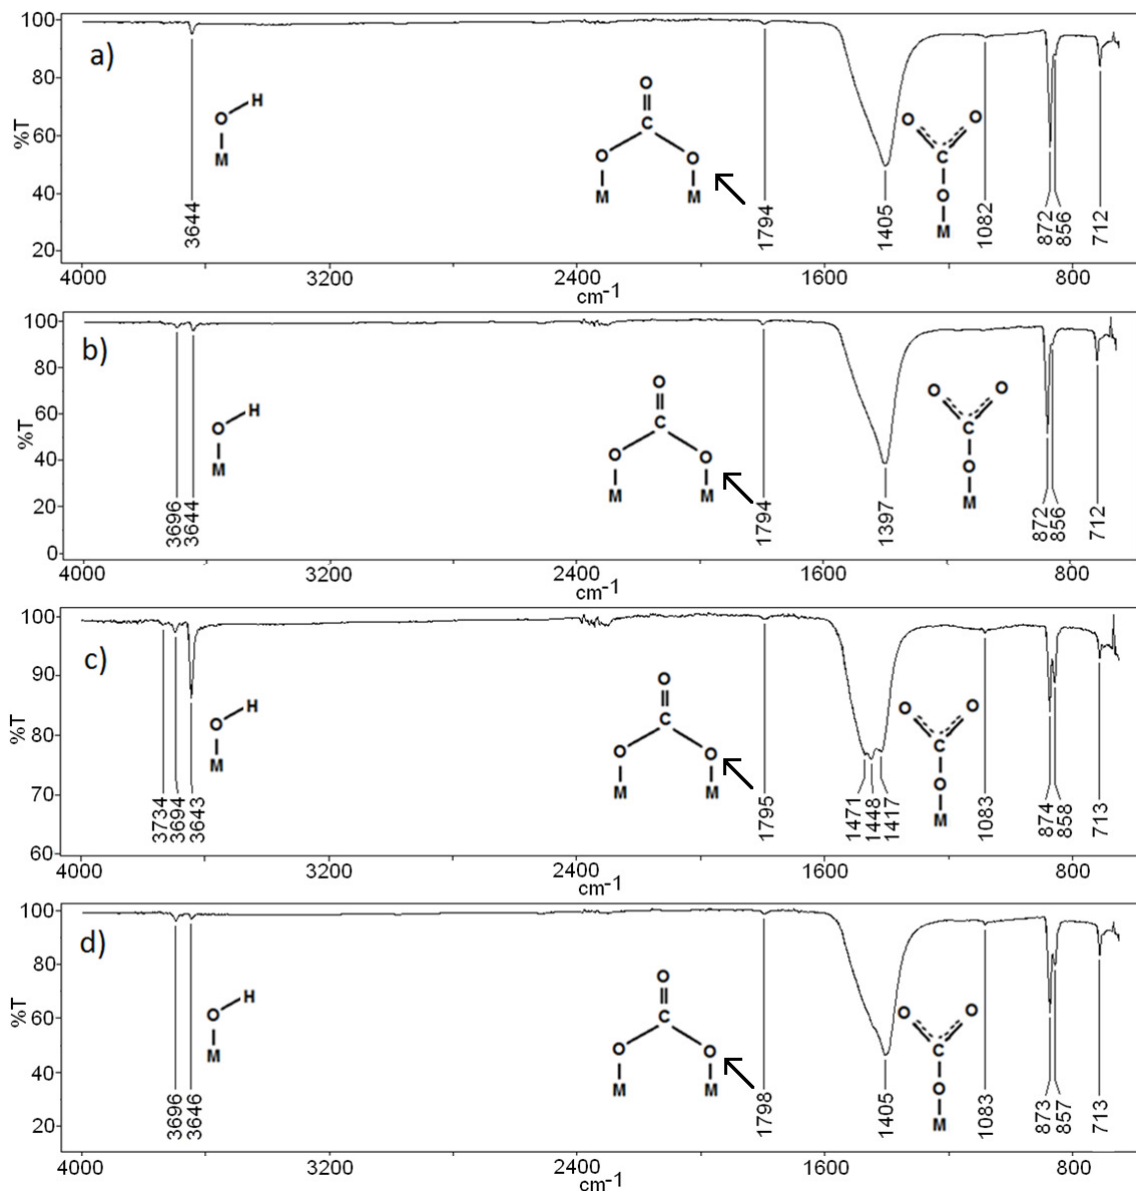 a)
%T
100
80
60
40
20
H
O
M
O
C
O O
M M
O O
C
O
M
3644
1794
1405
1082
872
856
712
4000 3200 2400 1600 800
cm-1
b)
%T
100
80
60
40
20
0
H
O
M
O
C
O O
M M
O O
C
O
M
3696
3644
1794
1397
872
856
712
4000 3200 2400 1600 800
cm-1
c)
%T
100
90
80
70
60
H
O
M
O
C
O O
M M
O O
C
O
M
3734
3694
3643
1795
1471
1448
1417
1083
874
858
713
4000 3200 2400 1600 800
cm-1
d)
%T
100
80
60
40
20
H
O
M
O
C
O O
M M
O O
C
O
M
3696
3646
1798
1405
1083
873
857
713
4000 3200 2400 1600 800
cm-1